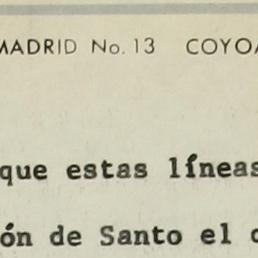 MADRID No. 13 COYOA
que estas líneas
ón de Santo el